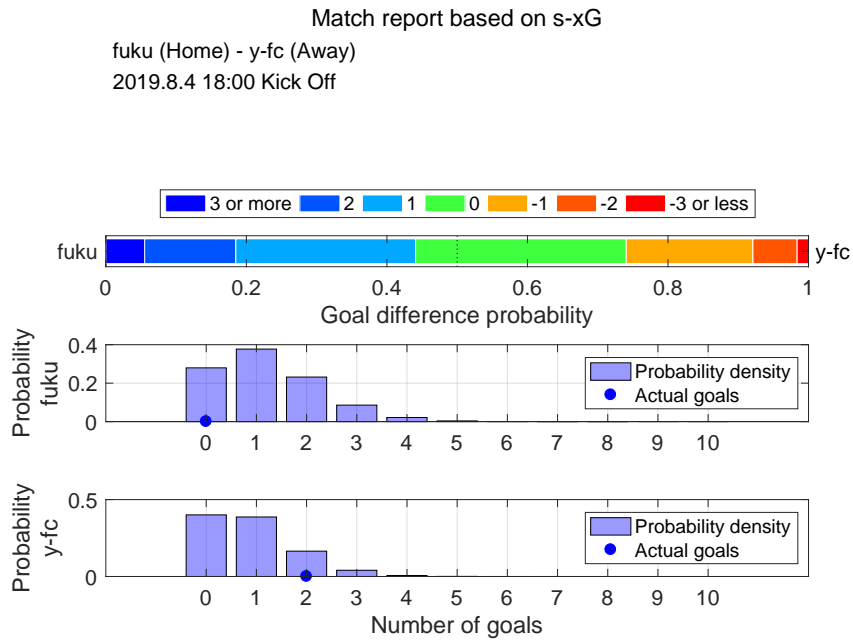 Match report based on s-xG
fuku (Home) - y-fc (Away)
2019.8.4 18:00 Kick Off
3 or more 2 1 0 -1 -2 -3 or less
fuku y-fc
0 0.2 0.4 0.6 0.8 1
Goal difference probability
Probability
fuku
0.4
0.2
0
Probability density
Actual goals
0 1 2 3 4 5 6 7 8 9 10
Probability
y-fc
0.5
0
Probability density
Actual goals
0 1 2 3 4 5 6 7 8 9 10
Number of goals